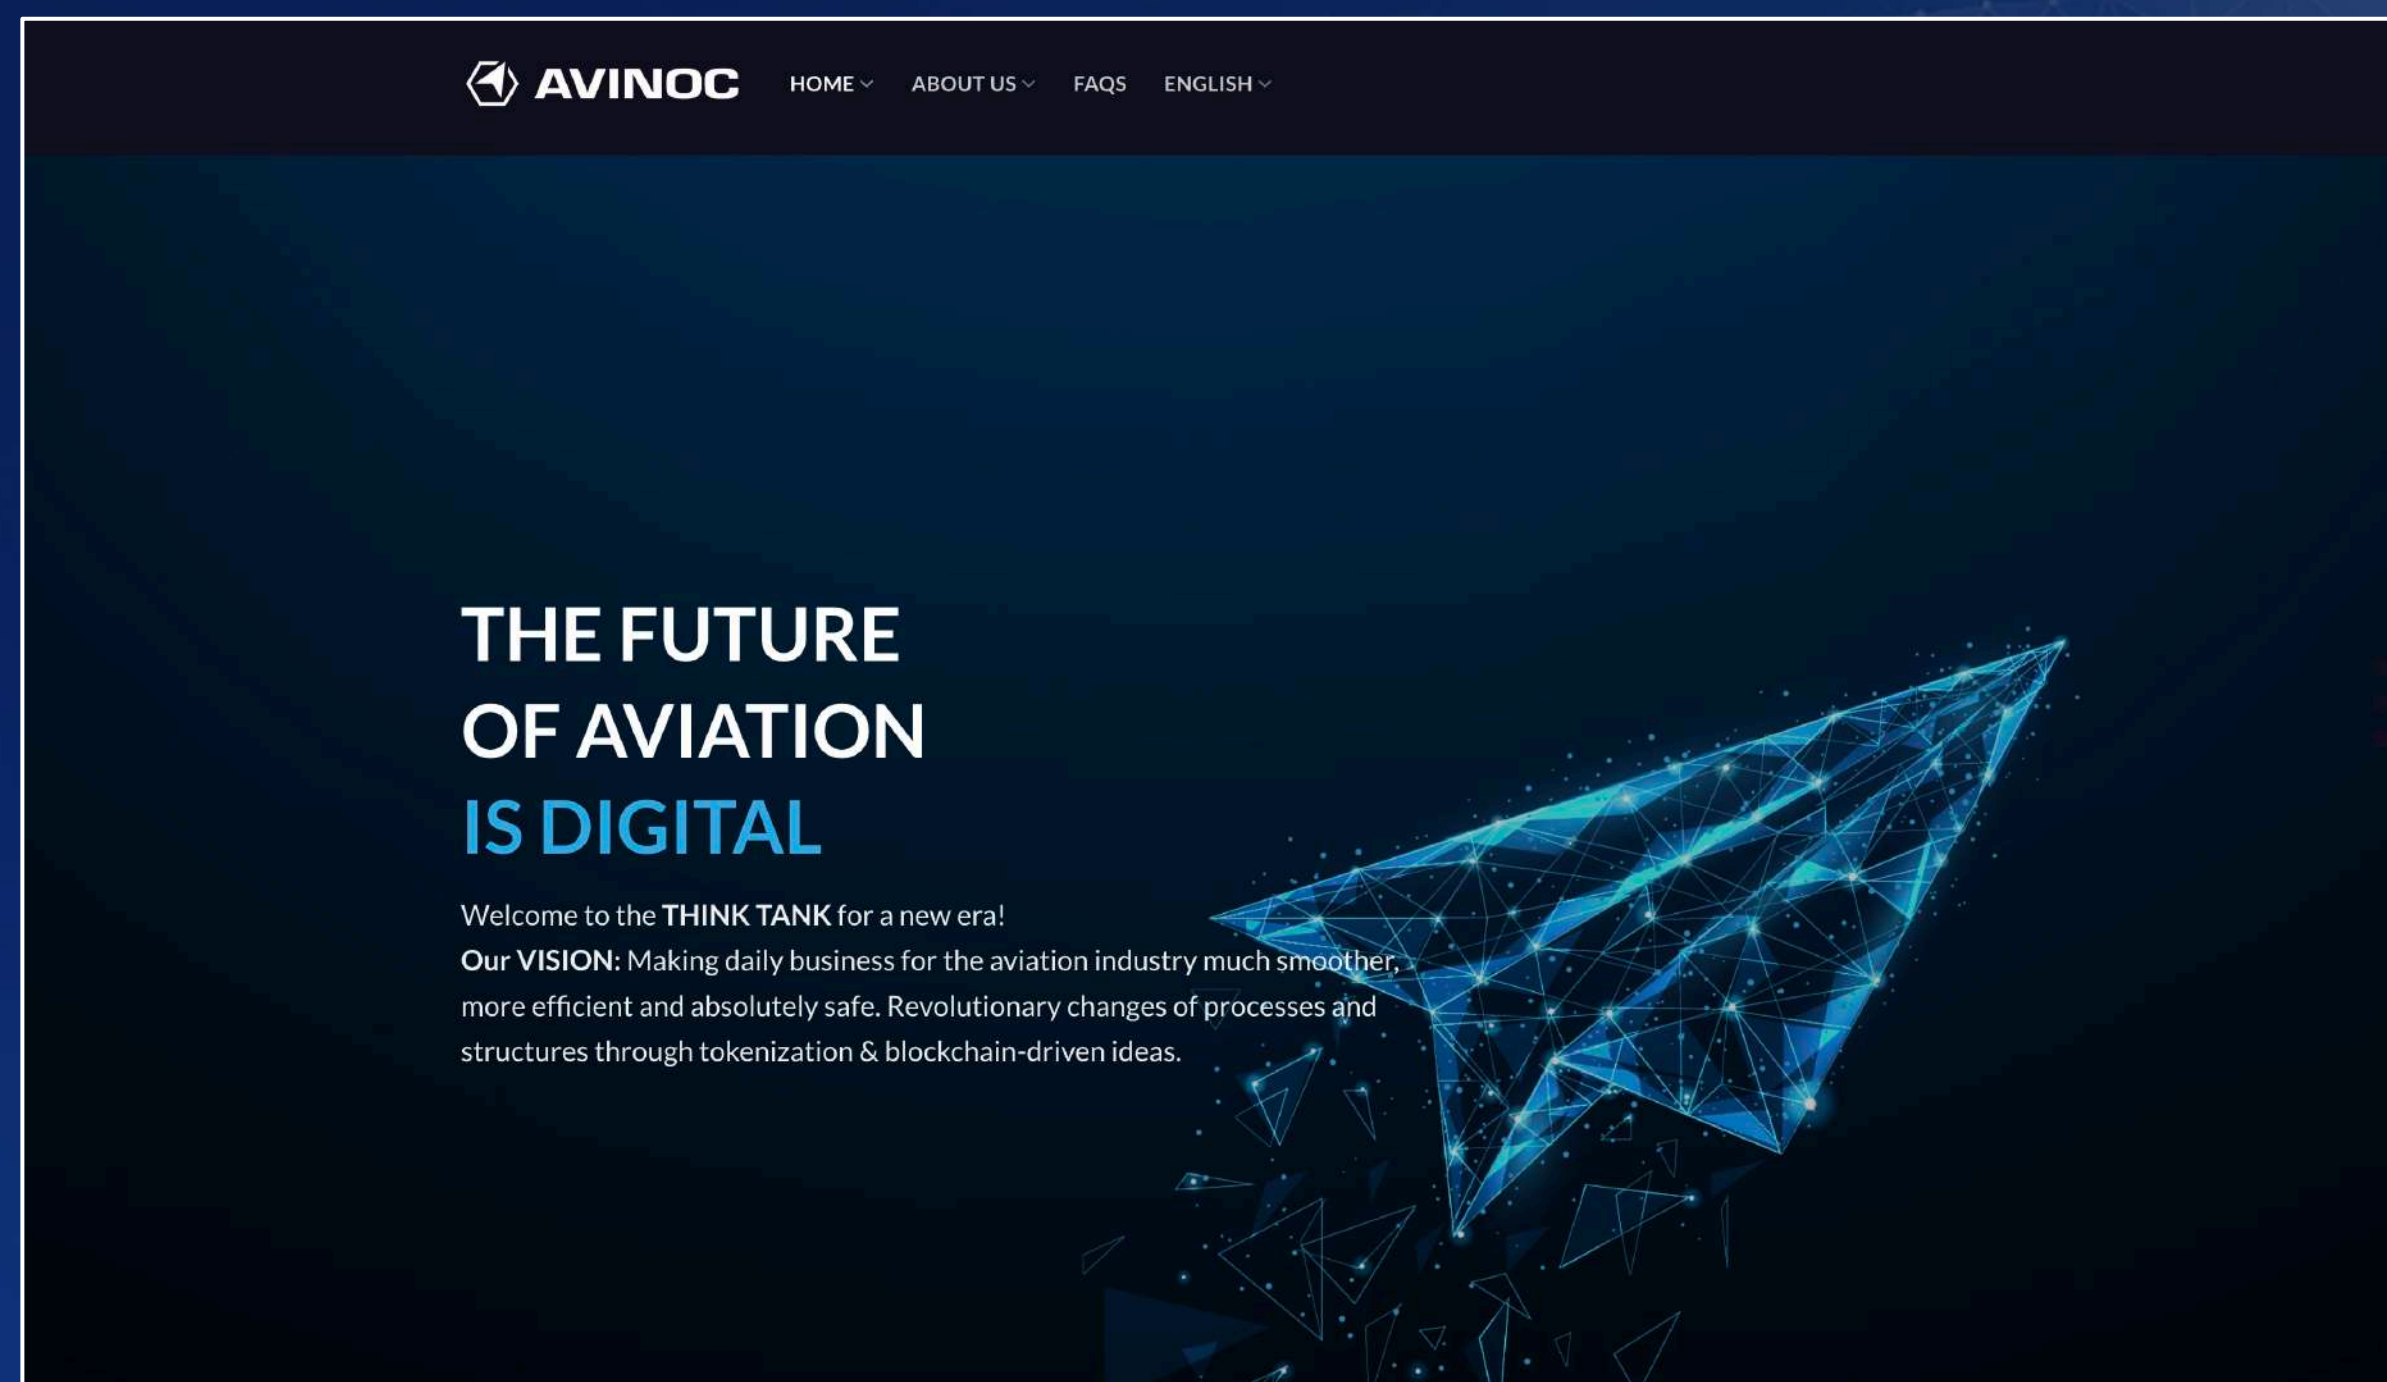 AVINOC HOME ABOUT US FAQS ENGLISH
THE FUTURE
OF AVIATION
IS DIGITAL
Welcome to the THINK TANK for a new era!
Our VISION: Making daily business for the aviation industry much smoother,
more efficient and absolutely safe. Revolutionary changes of processes and
structures through tokenization & blockchain-driven ideas.